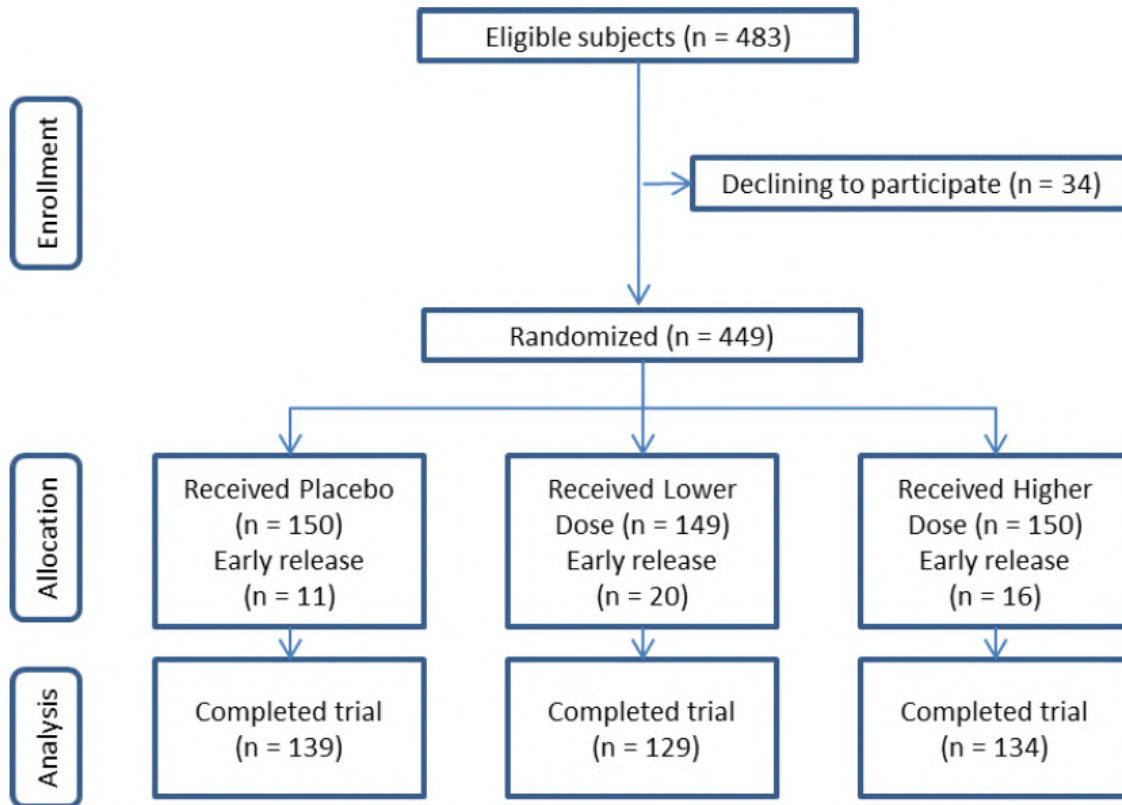 Eligible subjects (n = 483)
Enrollment
Declining to participate (n = 34)
Randomized (n = 449)
Allocation
Received Placebo
(n = 150)
Early release
(n = 11)
Received Lower
Dose (n = 149)
Early release
(n = 20)
Received Higher
Dose (n = 150)
Early release
(n = 16)
Analysis
Completed trial
(n = 139)
Completed trial
(n = 129)
Completed trial
(n = 134)